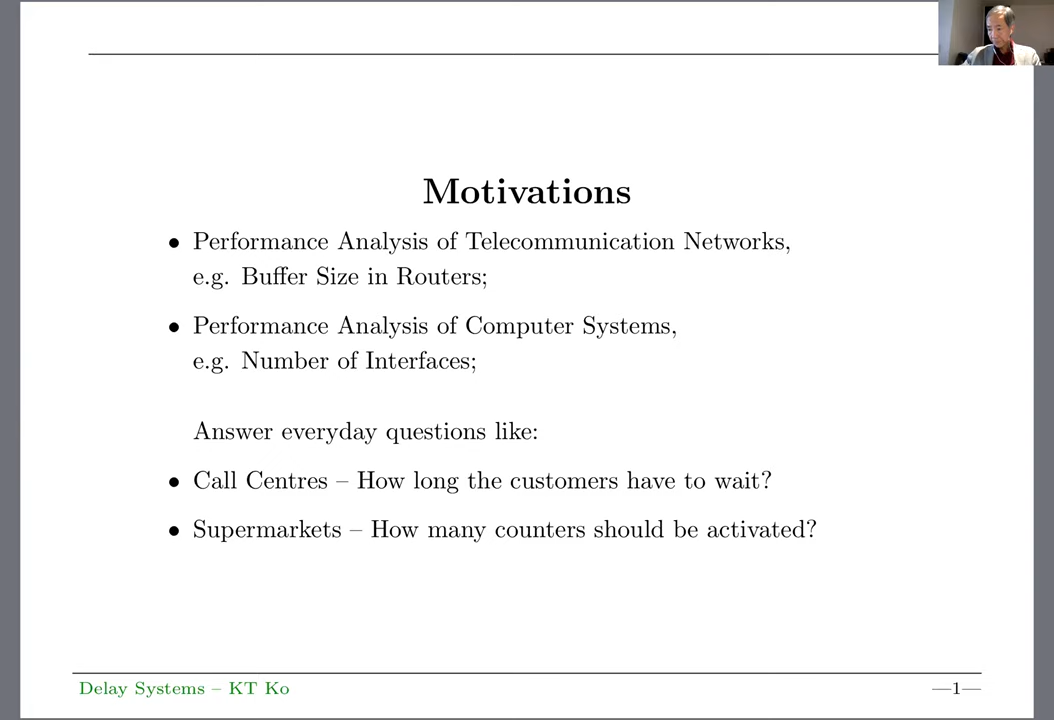 Motivations
• Performance Analysis of Telecommunication Networks,
e.g. Buffer Size in Routers;
• Performance Analysis of Computer Systems,
e.g. Number of Interfaces;
Answer everyday questions like:
• Call Centres – How long the customers have to wait?
• Supermarkets – How many counters should be activated?
Delay Systems – KT Ko
—1—